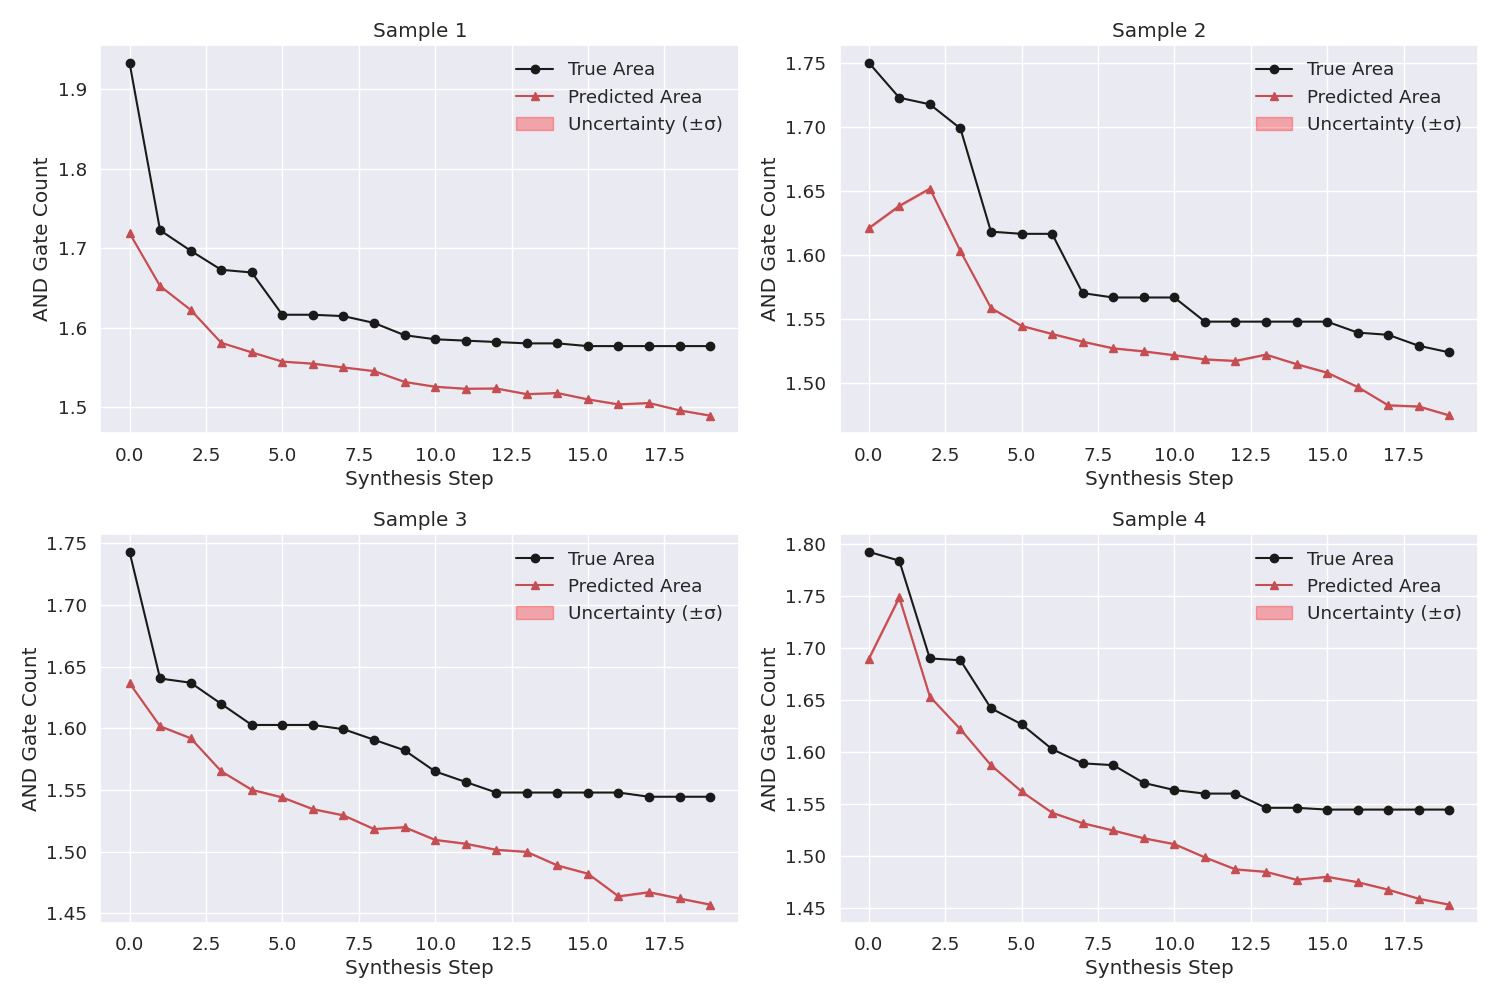 Sample 1
True Area
Predicted Area
Uncertainty (±σ)
AND Gate Count
1.9
1.8
1.7
1.6
1.5
0.0 2.5 5.0 7.5 10.0 12.5 15.0 17.5
Synthesis Step
Sample 2
True Area
Predicted Area
Uncertainty (±σ)
AND Gate Count
1.75
1.70
1.65
1.60
1.55
1.50
0.0 2.5 5.0 7.5 10.0 12.5 15.0 17.5
Synthesis Step
Sample 3
True Area
Predicted Area
Uncertainty (±σ)
AND Gate Count
1.75
1.70
1.65
1.60
1.55
1.50
1.45
0.0 2.5 5.0 7.5 10.0 12.5 15.0 17.5
Synthesis Step
Sample 4
True Area
Predicted Area
Uncertainty (±σ)
AND Gate Count
1.80
1.75
1.70
1.65
1.60
1.55
1.50
1.45
0.0 2.5 5.0 7.5 10.0 12.5 15.0 17.5
Synthesis Step